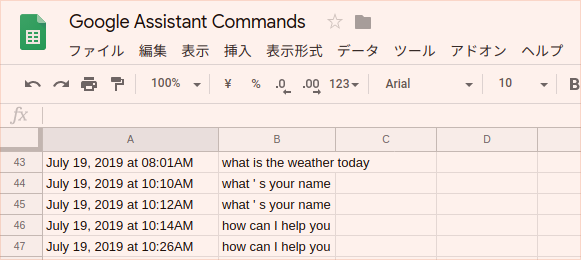 Google Assistant Commands
ファイル 編集 表示 挿入 表示形式 データ ツール アドオン ヘルプ
100% ¥ % .0 .00 123 Arial 10 B
fx
A B C D
43 July 19, 2019 at 08:01AM what is the weather today
44 July 19, 2019 at 10:10AM what ' s your name
45 July 19, 2019 at 10:12AM what ' s your name
46 July 19, 2019 at 10:14AM how can I help you
47 July 19, 2019 at 10:26AM how can I help you